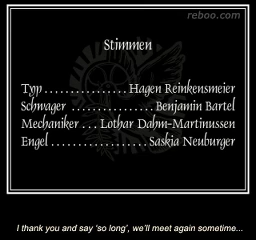 reboo.com
Stimmen
Typ ................ Hagen Reinkensmeier
Schwager ................ Benjamin Bartel
Mechaniker ... Lothar Dahm-Martinussen
Engel .................. Saskia Neuburger
I thank you and say 'so long', we'll meet again sometime...